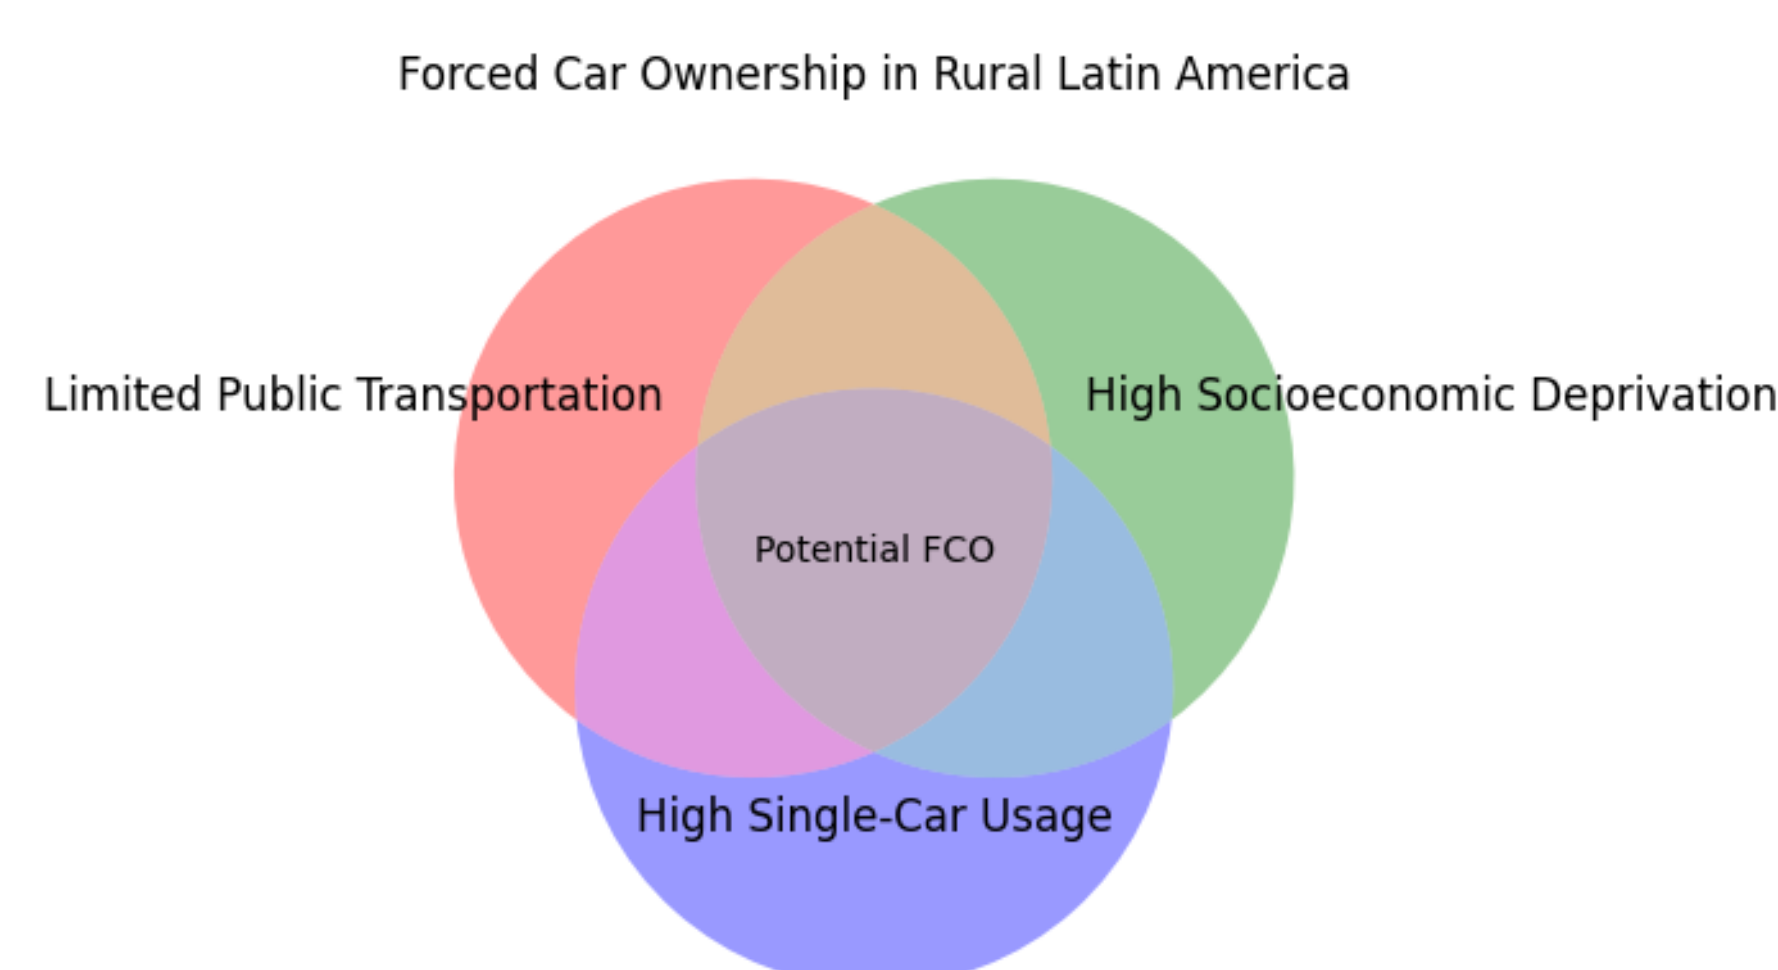 Forced Car Ownership in Rural Latin America
Limited Public Transportation
High Socioeconomic Deprivation
Potential FCO
High Single-Car Usage